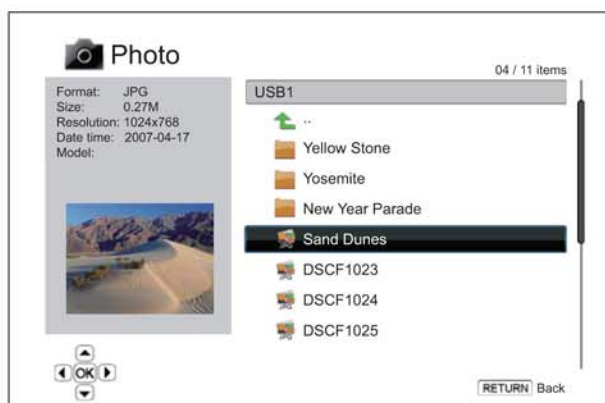 Photo
04 / 11 items
Format: JPG
Size: 0.27M
Resolution: 1024x768
Date time: 2007-04-17
Model:
USB1
..
Yellow Stone
Yosemite
New Year Parade
Sand Dunes
DSCF1023
DSCF1024
DSCF1025
OK
RETURN Back